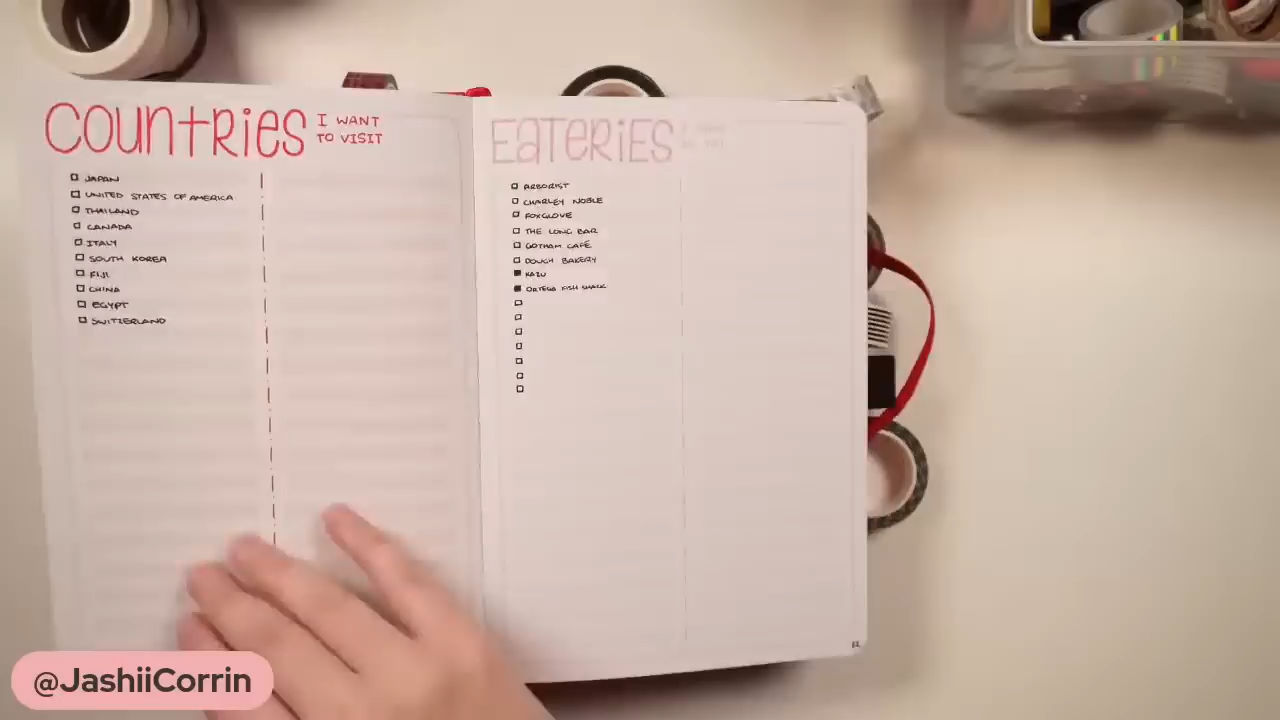 COUNTRIES
I WANT
TO VISIT
JAPAN
UNITED STATES OF AMERICA
THAILAND
CANADA
ITALY
SOUTH KOREA
FIJI
CHINA
EGYPT
SWITZERLAND
EATERIES
ARBORIST
CHARLEY NOBLE
FOXGLOVE
THE LONG BAR
GOTHAM CAFÉ
DOUGH BAKERY
KAZU
ORTEGA FISH SHACK
@JashiiCorrin